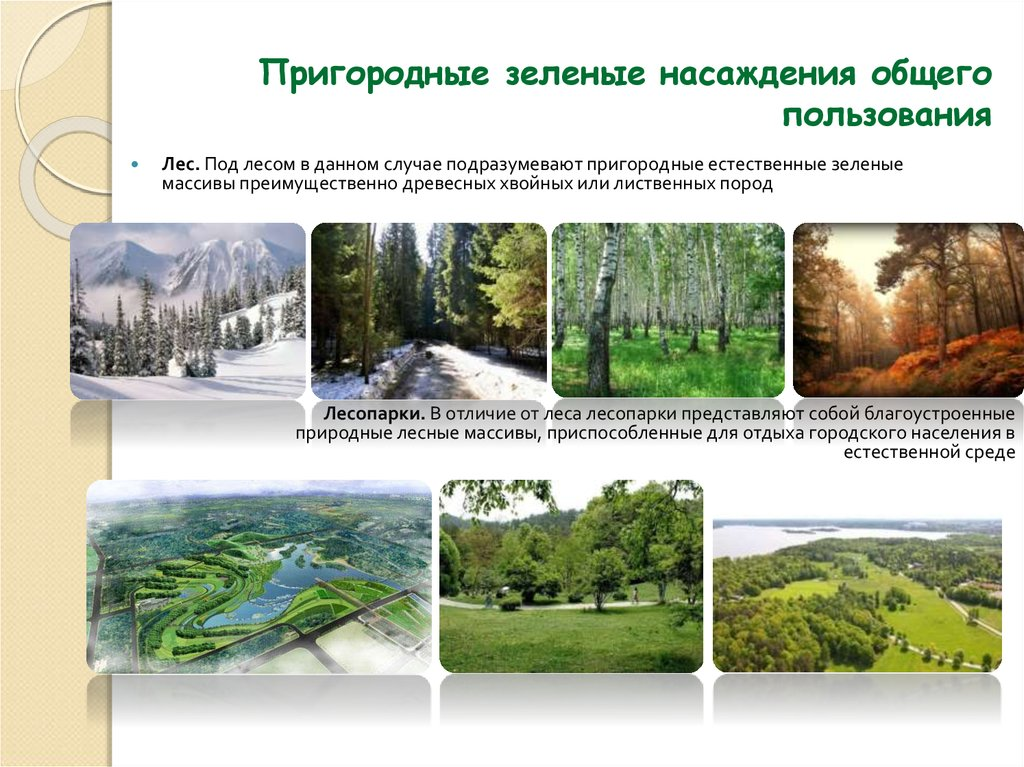 Пригородные зеленые насаждения общего
пользования
• Лес. Под лесом в данном случае подразумевают пригородные естественные зеленые
массивы преимущественно древесных хвойных или лиственных пород
Лесопарки. В отличие от леса лесопарки представляют собой благоустроенные
природные лесные массивы, приспособленные для отдыха городского населения в
естественной среде